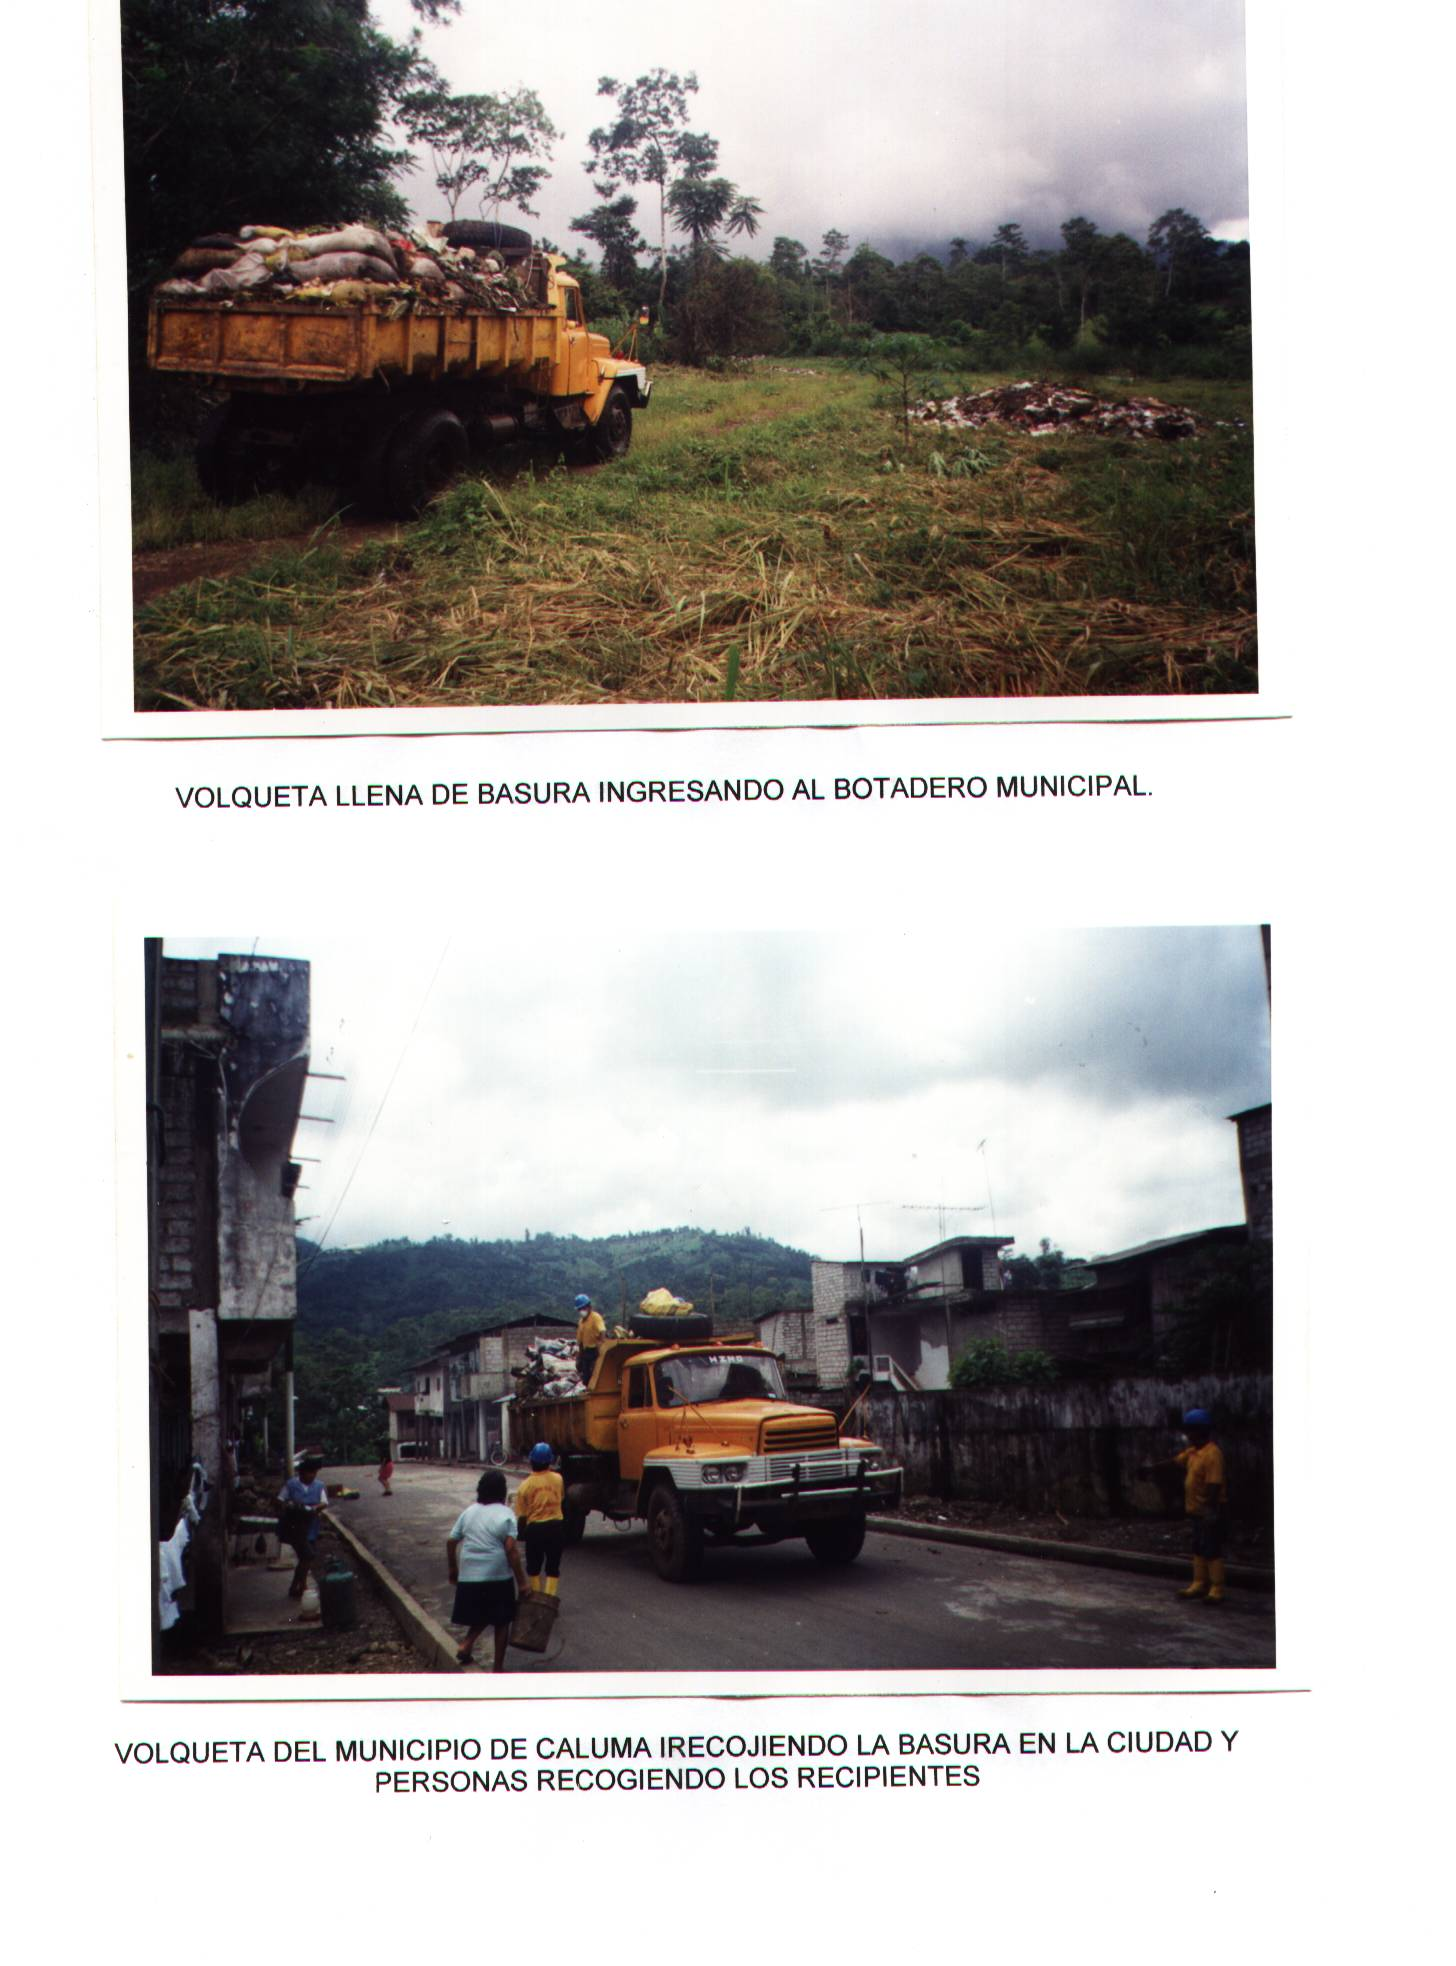 VOLQUETA LLENA DE BASURA INGRESANDO AL BOTADERO MUNICIPAL.
HINO
VOLQUETA DEL MUNICIPIO DE CALUMA IRECOJIENDO LA BASURA EN LA CIUDAD Y
PERSONAS RECOGIENDO LOS RECIPIENTES